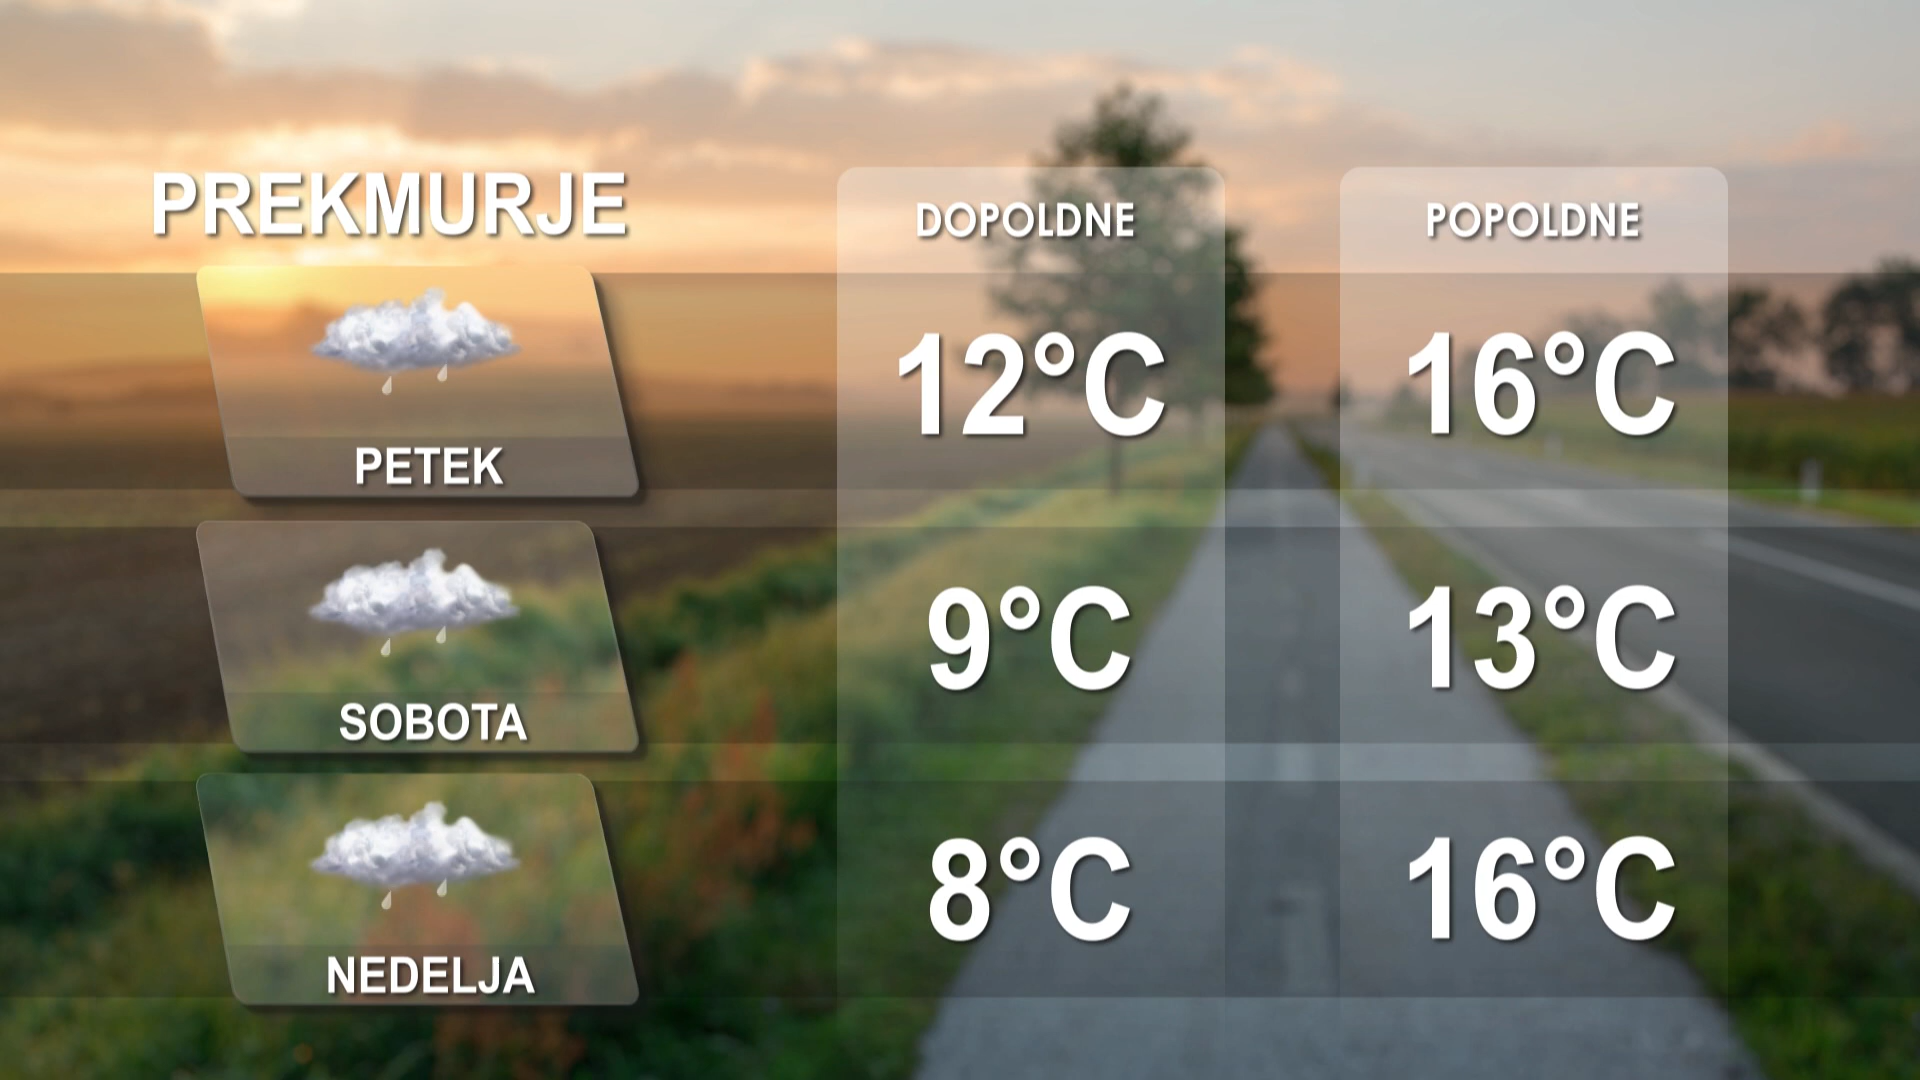 PREKMURJE
DOPOLDNE
POPOLDNE
12°C
16°C
PETEK
9°C
13°C
SOBOTA
8°C
16°C
NEDELJA